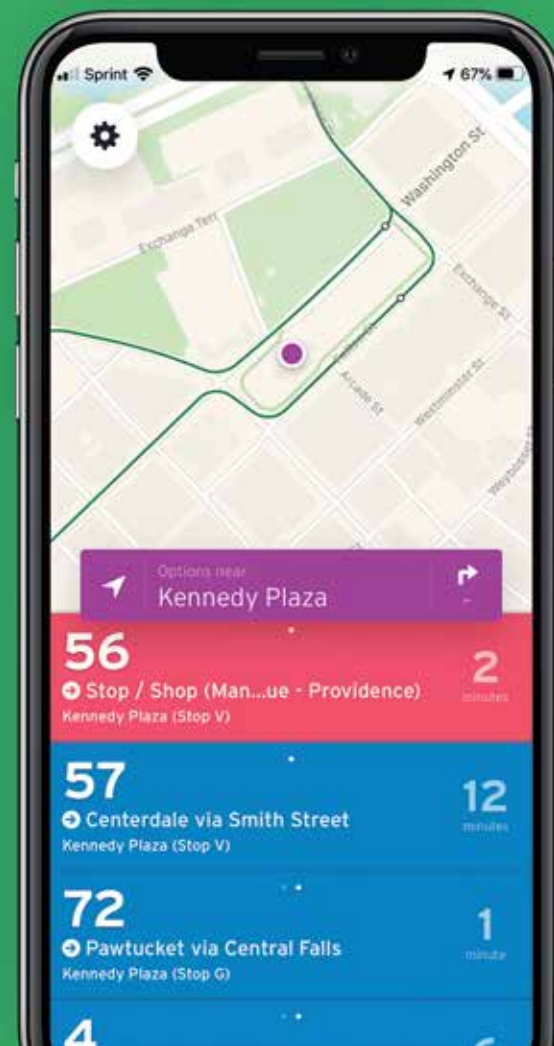 Sprint
67%
Washington St
Exchange Terr
Exchange St
Arcade St
Westminster St
Options near
Kennedy Plaza
56
Stop / Shop (Man...ue - Providence)
Kennedy Plaza (Stop V)
2
minutes
57
Centerdale via Smith Street
Kennedy Plaza (Stop V)
12
minutes
72
Pawtucket via Central Falls
Kennedy Plaza (Stop G)
1
minute
4